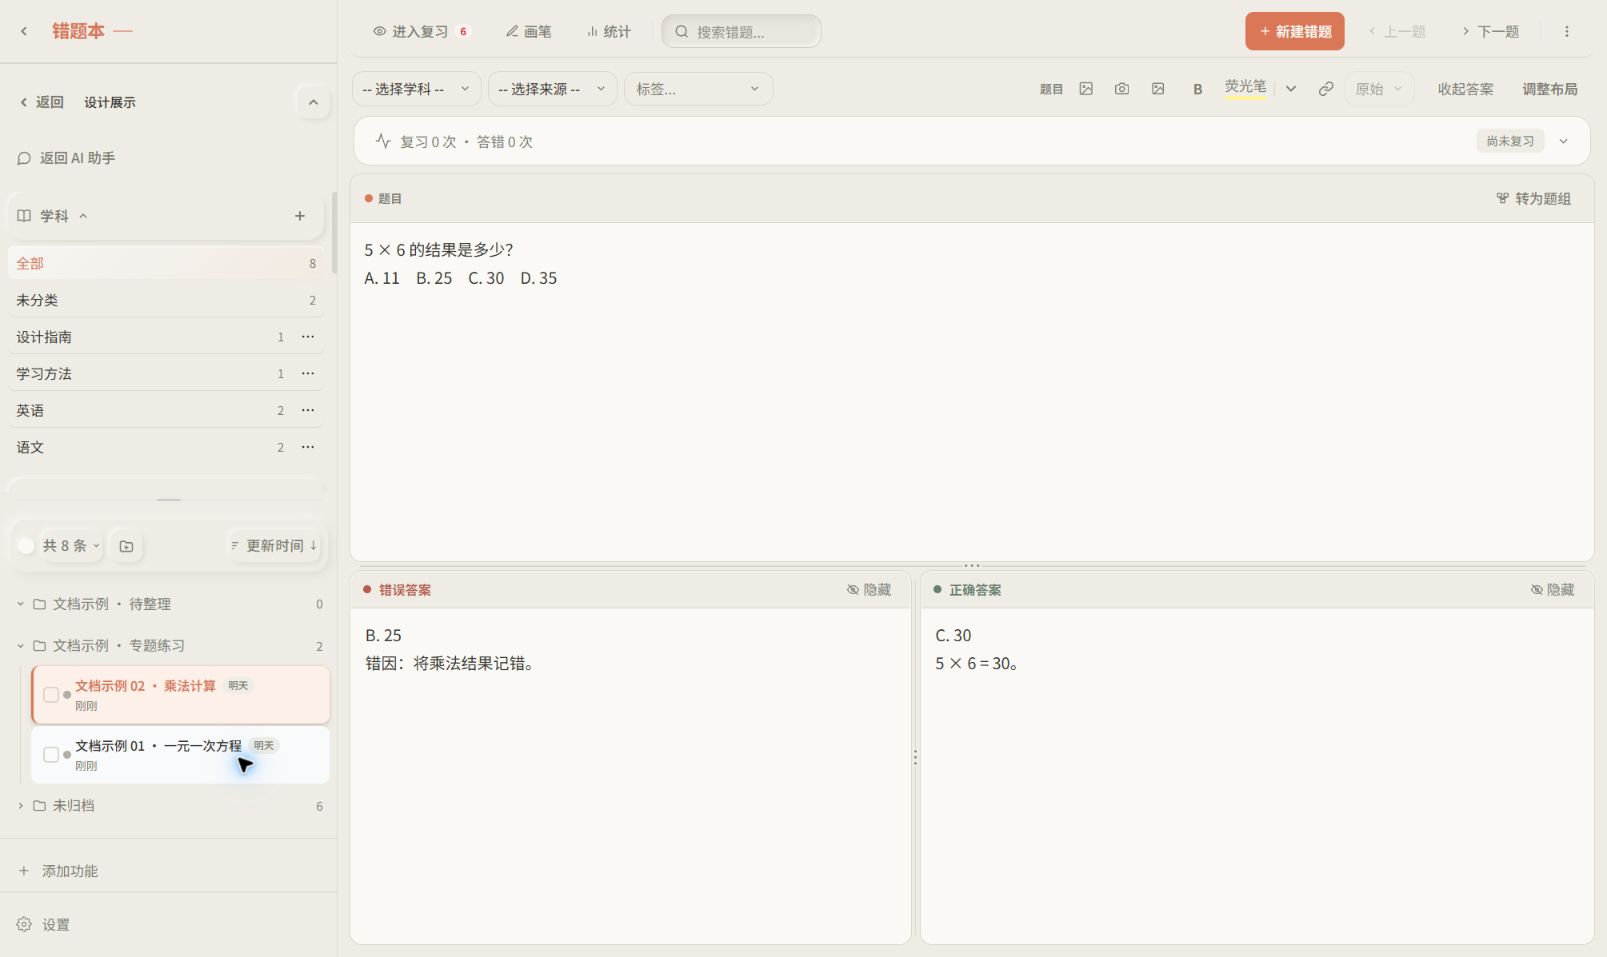 错题本 —
返回 设计展示
返回 AI 助手
学科
全部 8
未分类 2
设计指南 1
学习方法 1
英语 2
语文 2
共 8 条 更新时间 ↓
文档示例 · 待整理 0
文档示例 · 专题练习 2
文档示例 02 · 乘法计算 明天
刚刚
文档示例 01 · 一元一次方程 明天
刚刚
未归档 6
添加功能
设置
进入复习 6 画笔 统计 搜索错题... + 新建错题 上一题 下一题
-- 选择学科 -- -- 选择来源 -- 标签... 题目 B 荧光笔 原始 收起答案 调整布局
复习 0 次 · 答错 0 次 尚未复习
题目 转为题组
5 × 6 的结果是多少？
A. 11 B. 25 C. 30 D. 35
错误答案 隐藏
B. 25
错因：将乘法结果记错。
正确答案 隐藏
C. 30
5 × 6 = 30。